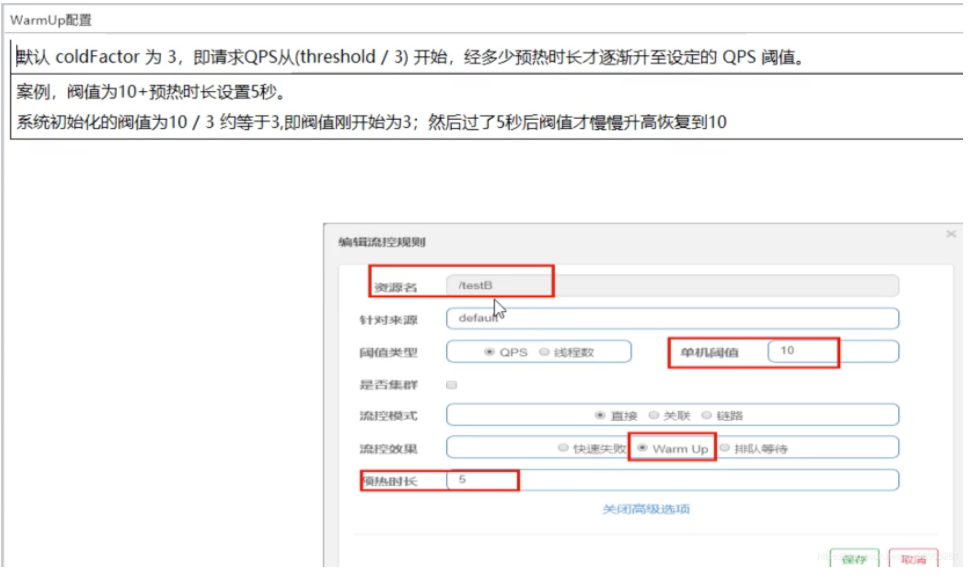 WarmUp配置
默认 coldFactor 为 3，即请求QPS从(threshold / 3) 开始，经多少预热时长才逐渐升至设定的 QPS 阈值。
案例，阀值为10+预热时长设置5秒。
系统初始化的阀值为10 / 3 约等于3,即阀值刚开始为3；然后过了5秒后阀值才慢慢升高恢复到10
编辑流控规则
资源名 /testB
针对来源 default
阈值类型 QPS 线程数 单机阈值 10
是否集群
流控模式 直接 关联 链路
流控效果 快速失败 Warm Up 排队等待
预热时长 5
关闭高级选项
保存 取消